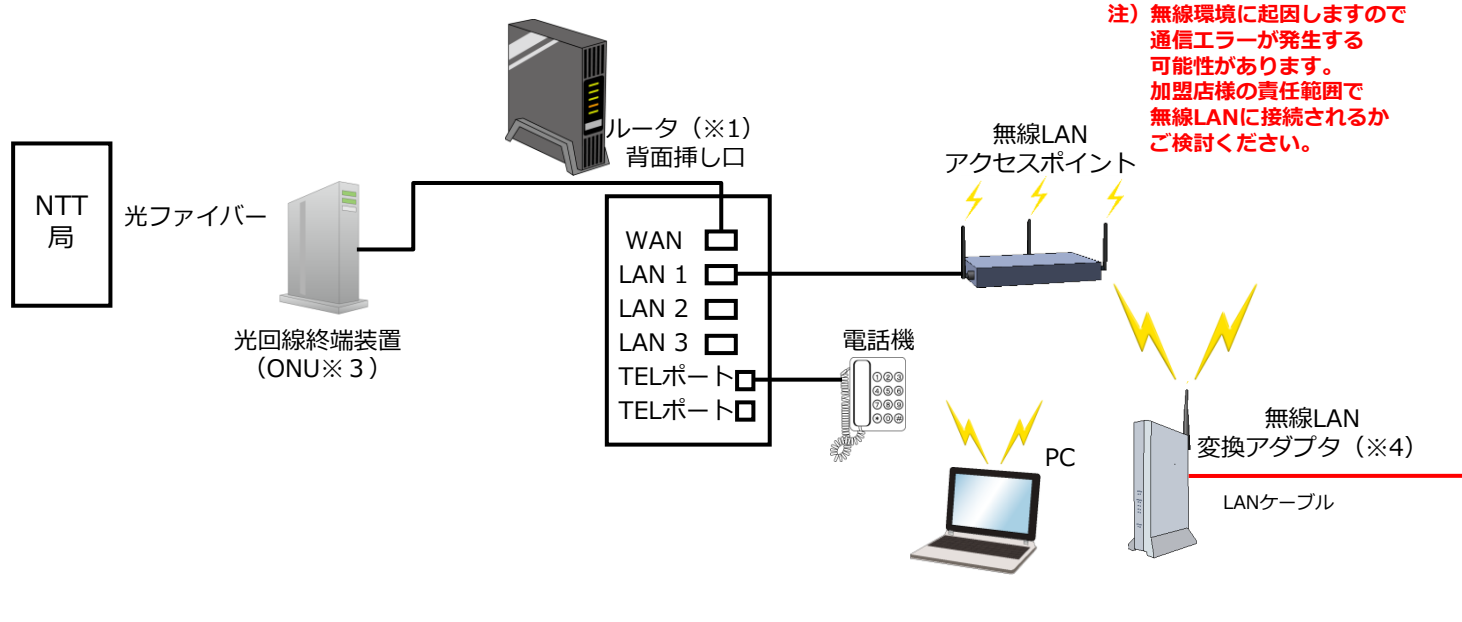 注）無線環境に起因しますので
通信エラーが発生する
可能性があります。
加盟店様の責任範囲で
無線LANに接続されるか
ご検討ください。
ルータ（※1）
背面挿し口
無線LAN
アクセスポイント
NTT
局
光ファイバー
WAN
LAN 1
LAN 2
LAN 3
TELポート
TELポート
光回線終端装置
（ONU※３）
電話機
①②③
④⑤⑥
⑦⑧⑨
PC
無線LAN
変換アダプタ（※4）
LANケーブル